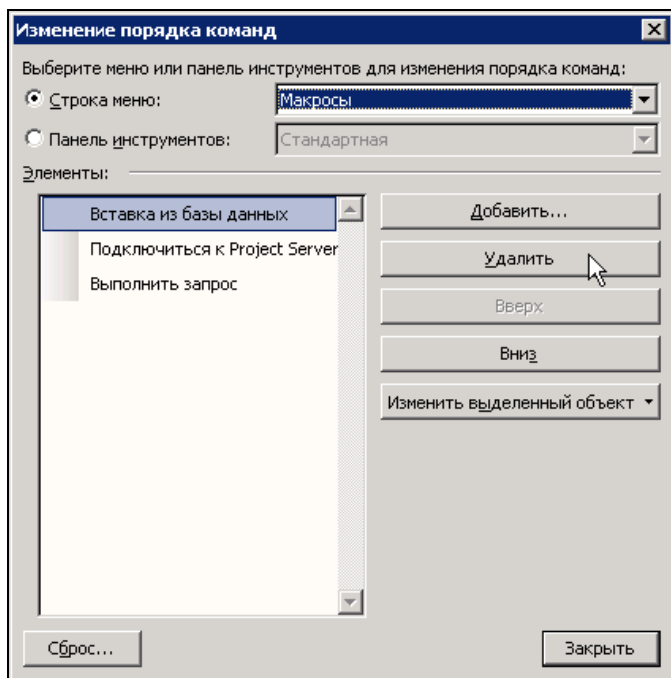 Изменение порядка команд
Выберите меню или панель инструментов для изменения порядка команд:
Строка меню: Макросы
Панель инструментов: Стандартная
Элементы:
Вставка из базы данных
Подключиться к Project Server
Выполнить запрос
Добавить...
Удалить
Вверх
Вниз
Изменить выделенный объект
Сброс...
Закрыть